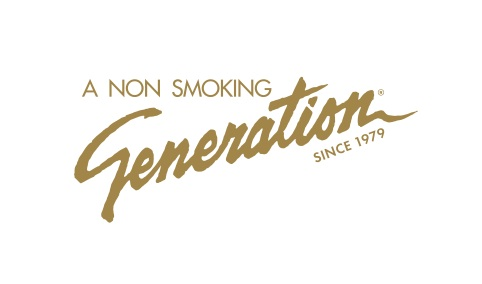 A NON SMOKING
Generation®
SINCE 1979